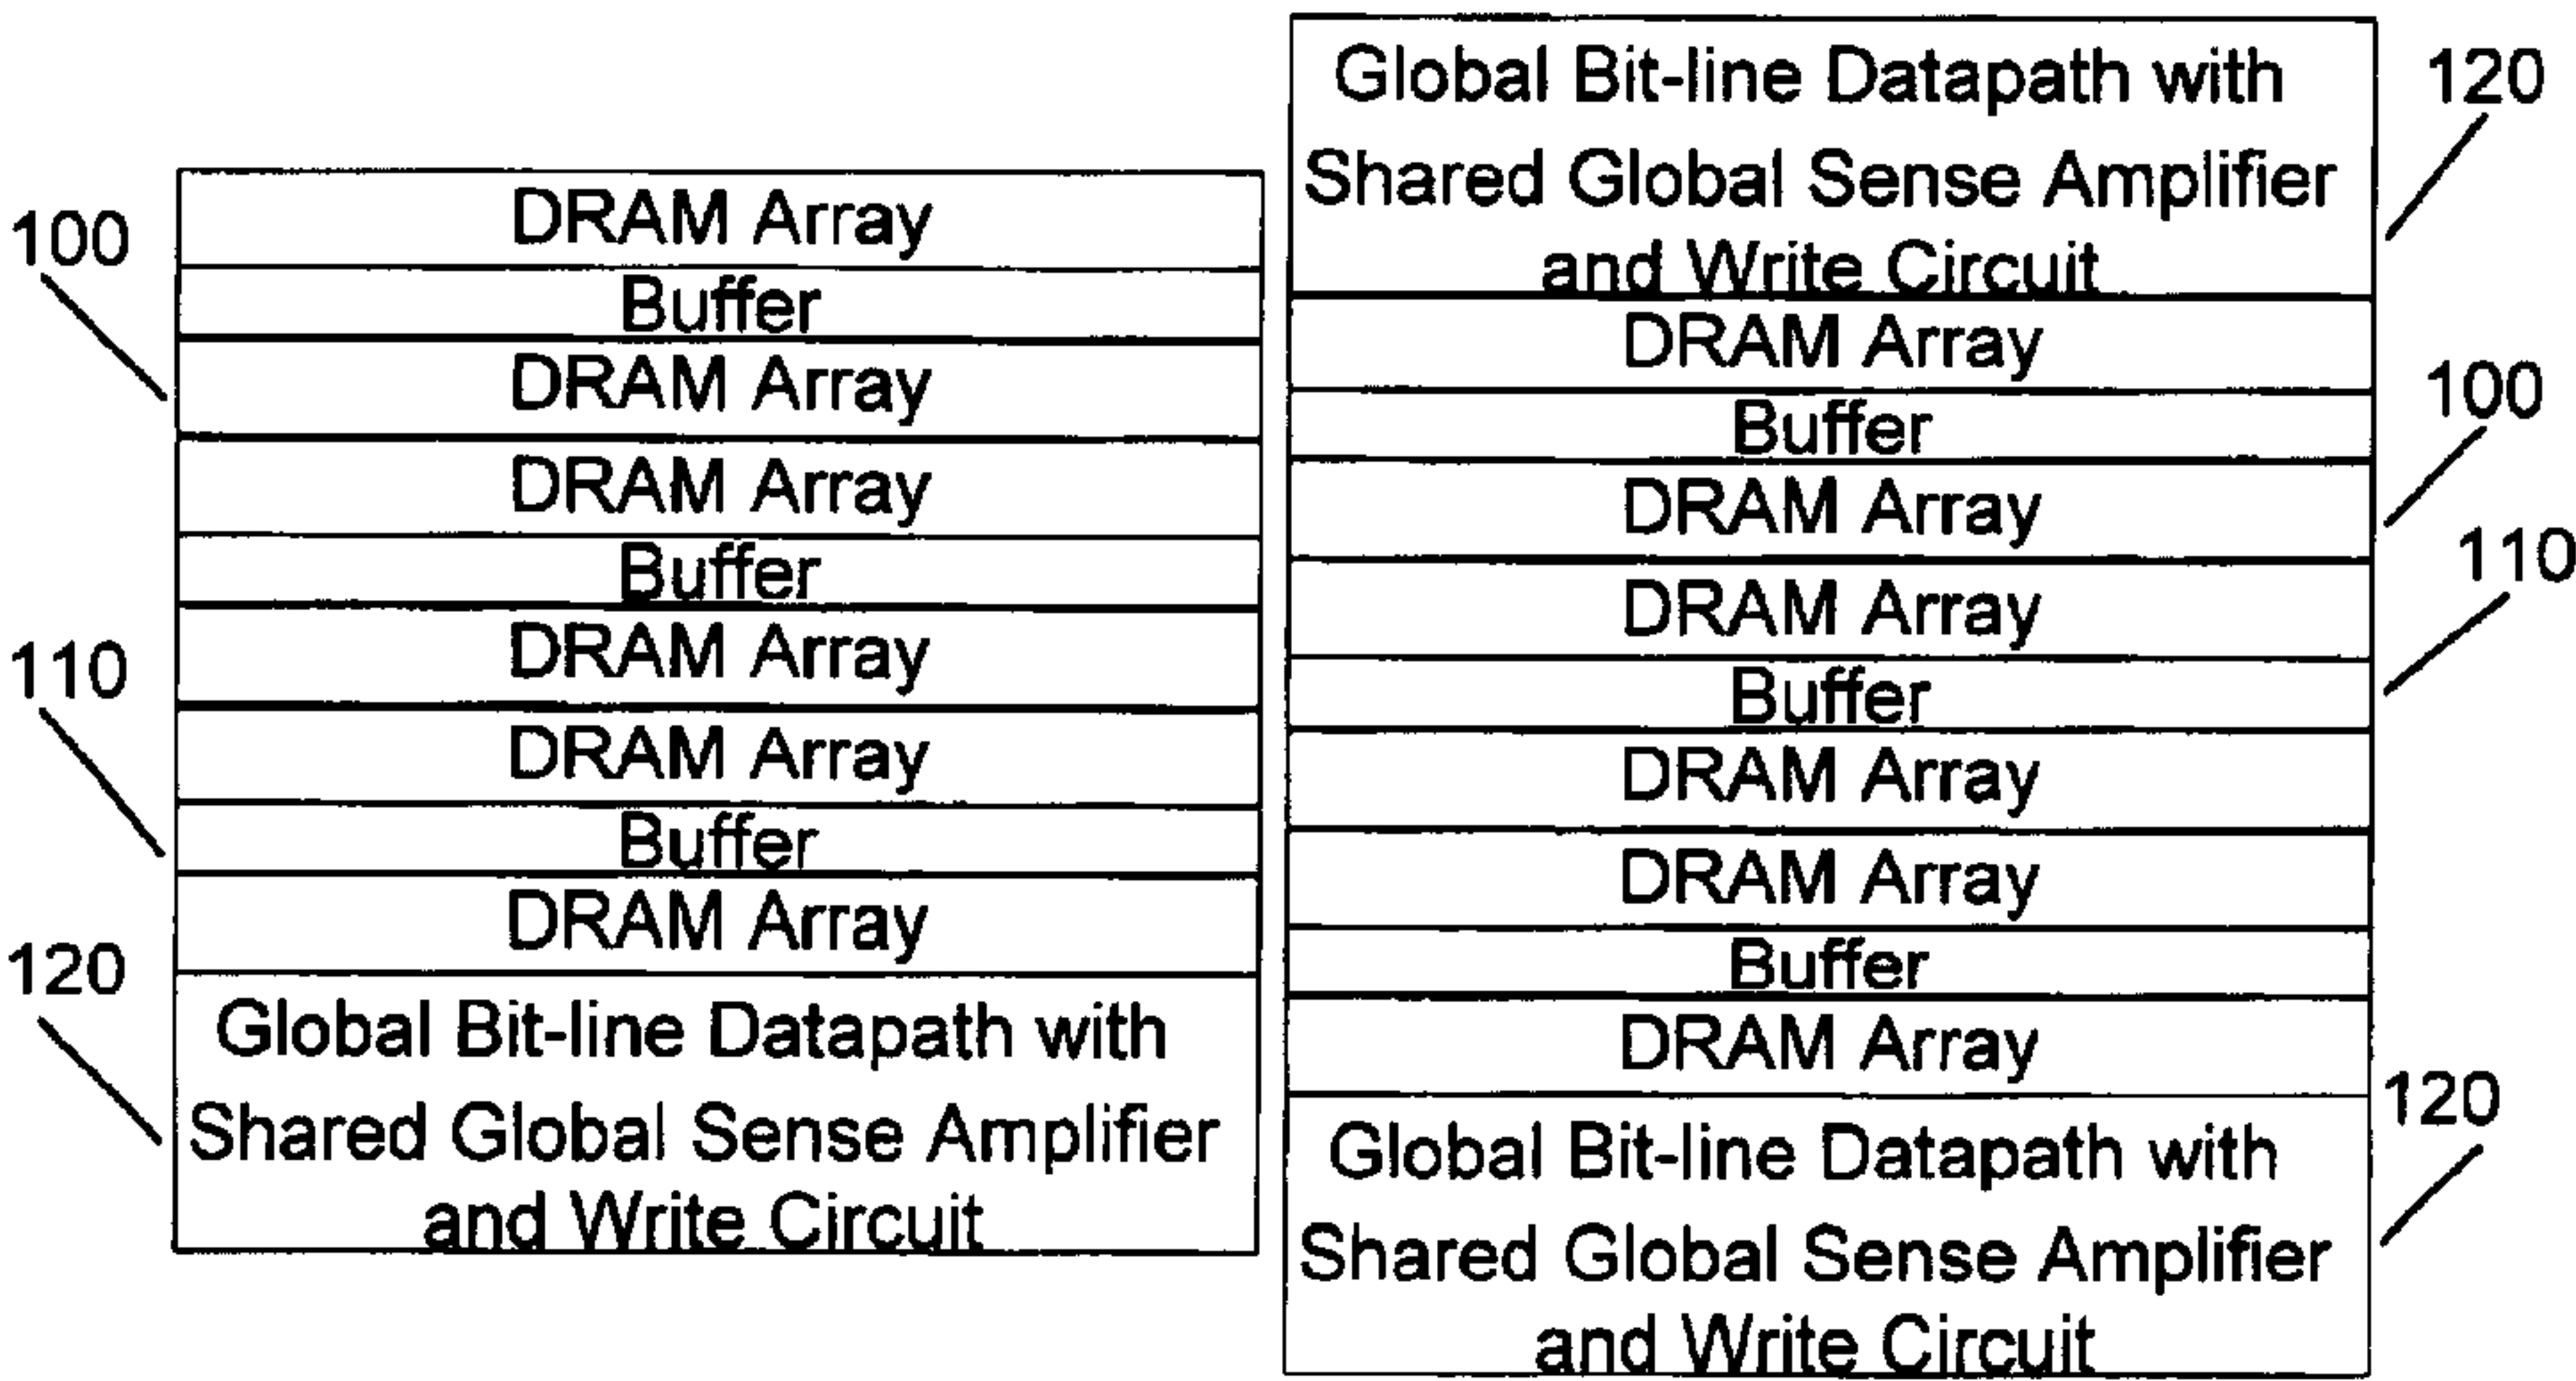 100
110
120
DRAM Array
Buffer
DRAM Array
DRAM Array
Buffer
DRAM Array
DRAM Array
Buffer
DRAM Array
Global Bit-line Datapath with
Shared Global Sense Amplifier
and Write Circuit
Global Bit-line Datapath with
Shared Global Sense Amplifier
and Write Circuit
DRAM Array
Buffer
DRAM Array
DRAM Array
Buffer
DRAM Array
DRAM Array
Buffer
DRAM Array
Global Bit-line Datapath with
Shared Global Sense Amplifier
and Write Circuit
120
100
110
120